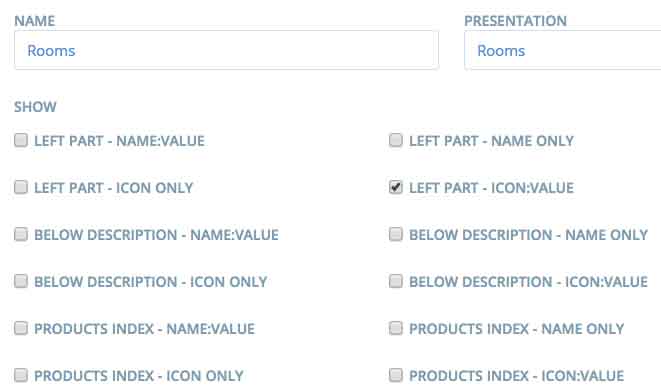 NAME PRESENTATION
Rooms Rooms
SHOW
LEFT PART - NAME:VALUE LEFT PART - NAME ONLY
LEFT PART - ICON ONLY LEFT PART - ICON:VALUE
BELOW DESCRIPTION - NAME:VALUE BELOW DESCRIPTION - NAME ONLY
BELOW DESCRIPTION - ICON ONLY BELOW DESCRIPTION - ICON:VALUE
PRODUCTS INDEX - NAME:VALUE PRODUCTS INDEX - NAME ONLY
PRODUCTS INDEX - ICON ONLY PRODUCTS INDEX - ICON:VALUE